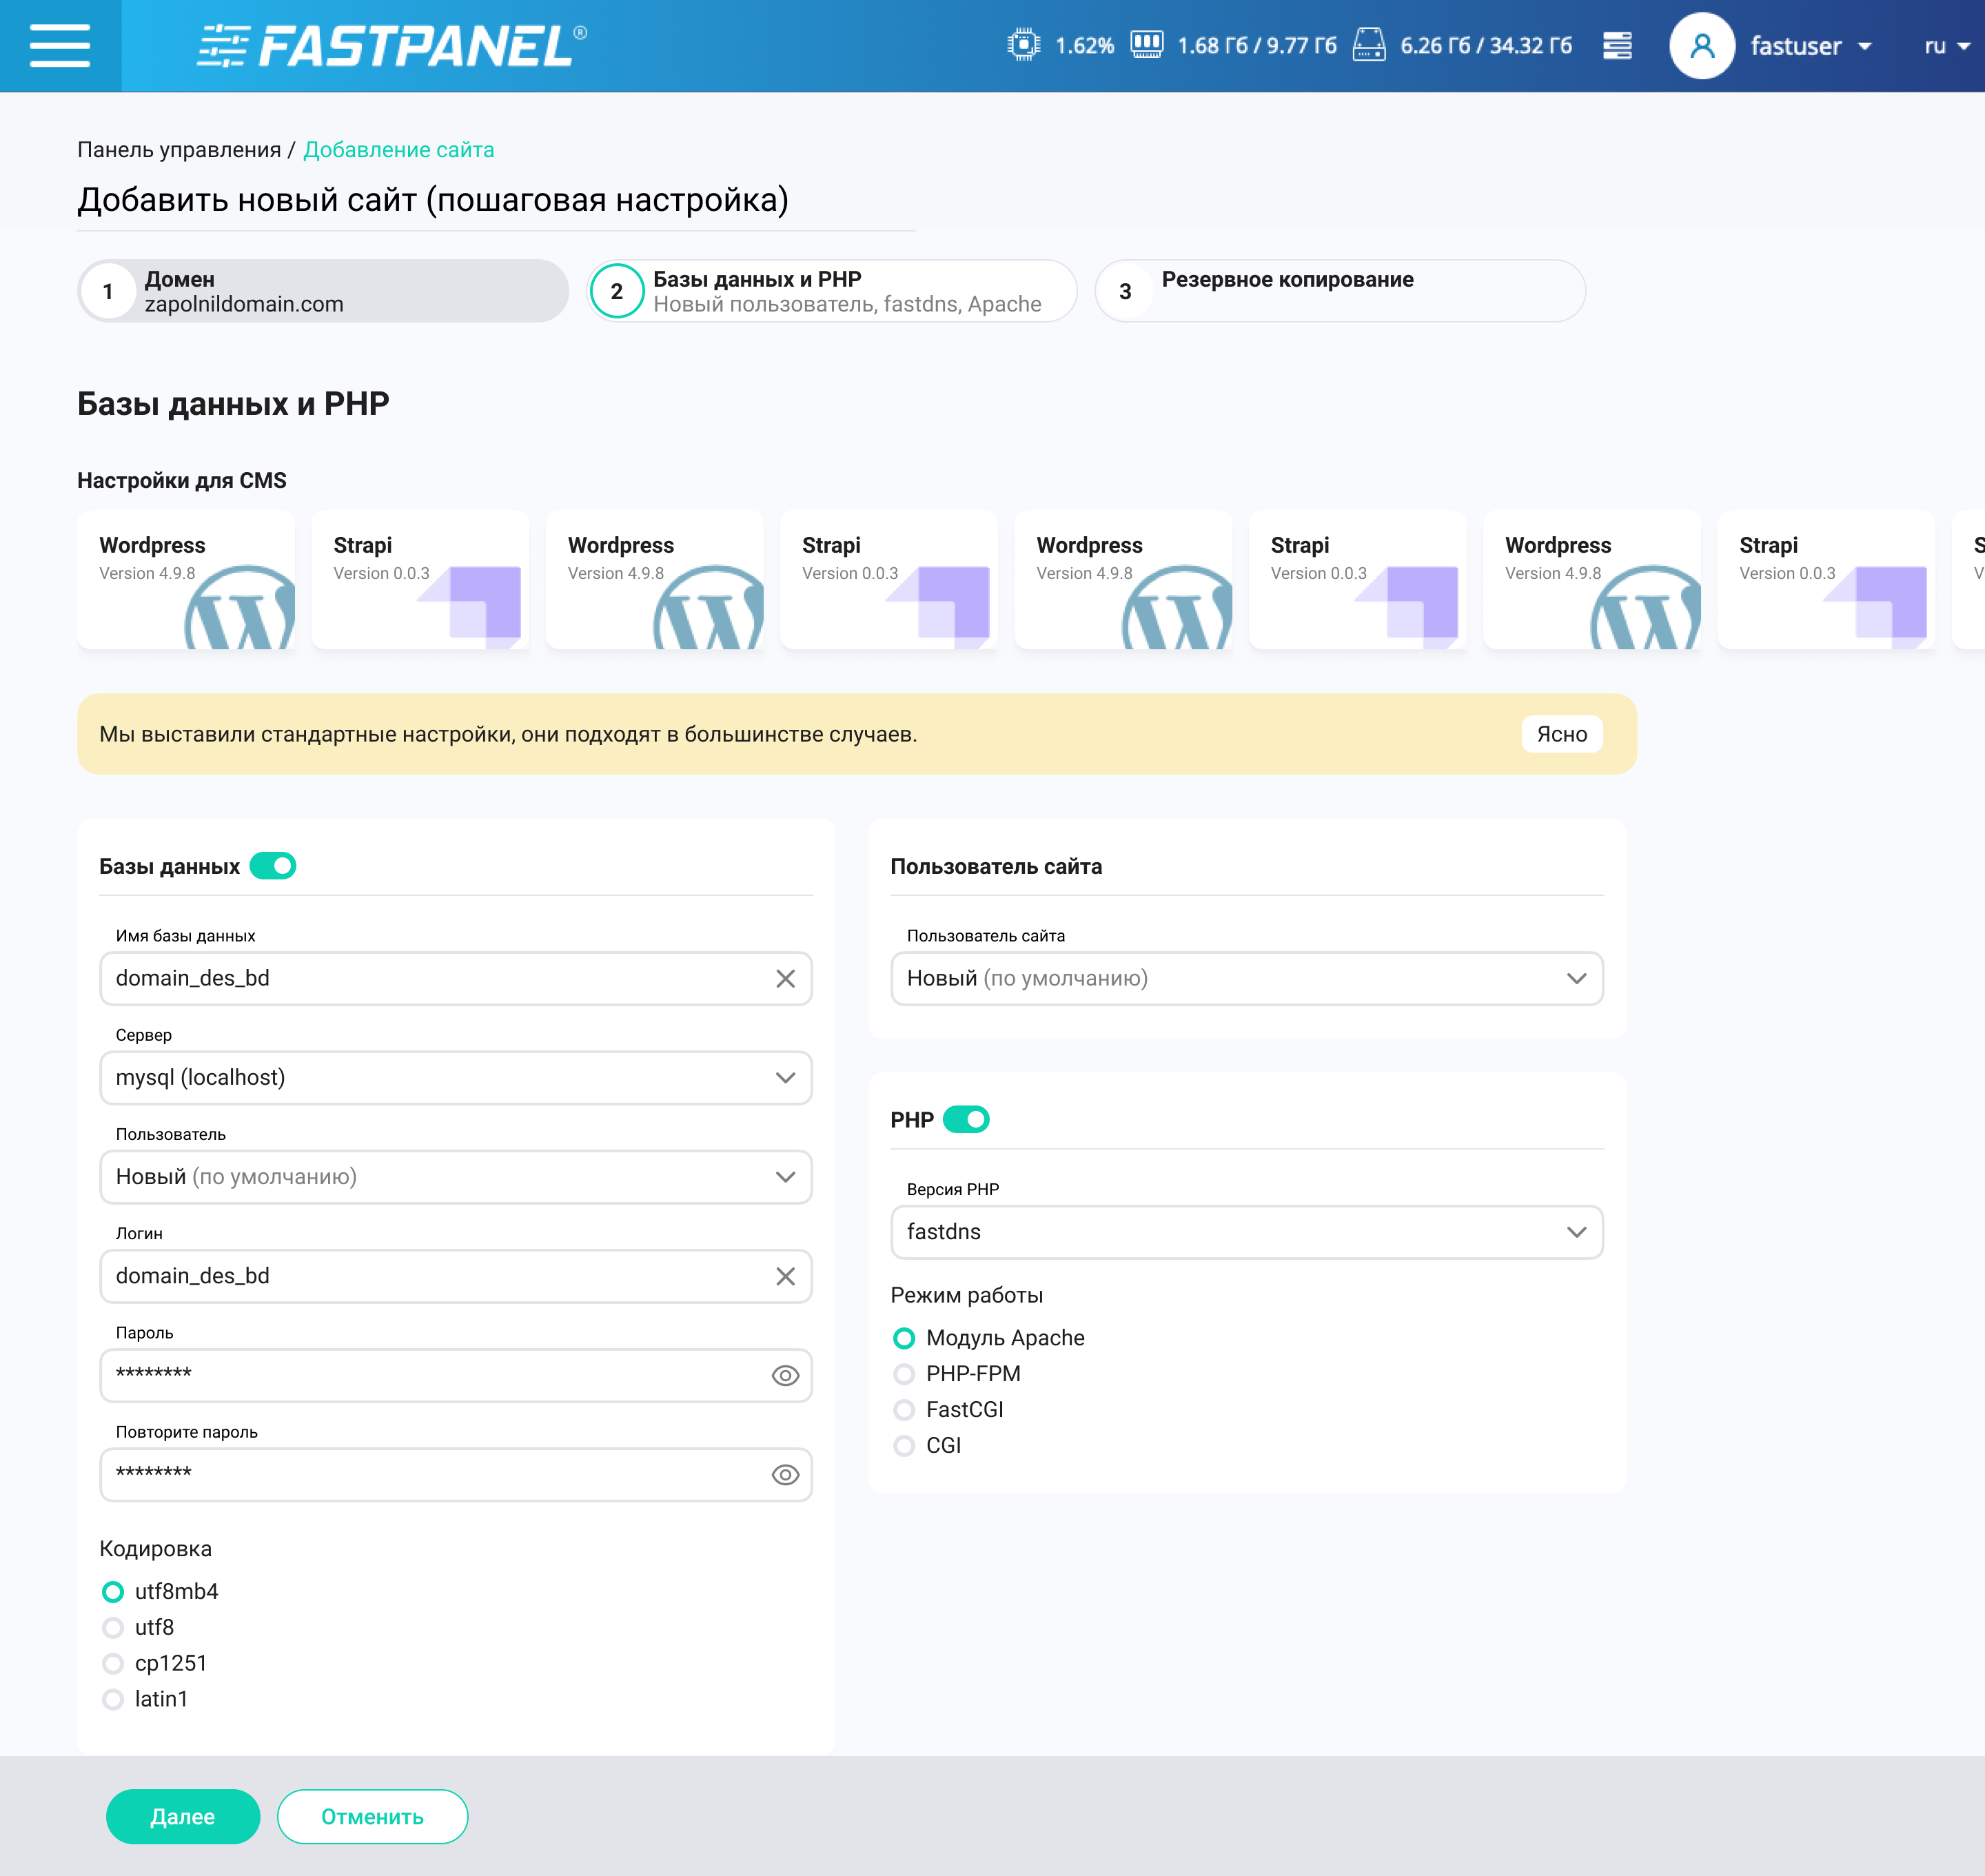 FASTPANEL®
1.62%
1.68 Гб / 9.77 Гб
6.26 Гб / 34.32 Гб
fastuser
ru
Панель управления / Добавление сайта
Добавить новый сайт (пошаговая настройка)
1
Домен
zapolnildomain.com
2
Базы данных и PHP
Новый пользователь, fastdns, Apache
3
Резервное копирование
Базы данных и PHP
Настройки для CMS
Wordpress
Version 4.9.8
Strapi
Version 0.0.3
Wordpress
Version 4.9.8
Strapi
Version 0.0.3
Wordpress
Version 4.9.8
Strapi
Version 0.0.3
Wordpress
Version 4.9.8
Strapi
Version 0.0.3
Мы выставили стандартные настройки, они подходят в большинстве случаев.
Ясно
Базы данных
Имя базы данных
domain_des_bd
Сервер
mysql (localhost)
Пользователь
Новый (по умолчанию)
Логин
domain_des_bd
Пароль
********
Повторите пароль
********
Кодировка
utf8mb4
utf8
cp1251
latin1
Пользователь сайта
Пользователь сайта
Новый (по умолчанию)
PHP
Версия PHP
fastdns
Режим работы
Модуль Apache
PHP-FPM
FastCGI
CGI
Далее
Отменить